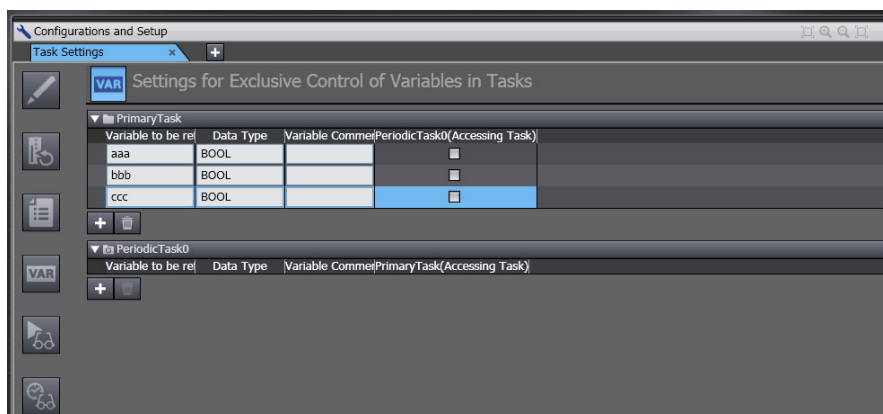 Configurations and Setup
Task Settings
VAR Settings for Exclusive Control of Variables in Tasks
PrimaryTask
Variable to be re Data Type Variable Commen PeriodicTask0(Accessing Task)
aaa BOOL
bbb BOOL
ccc BOOL
PeriodicTask0
Variable to be re Data Type Variable Commen PrimaryTask(Accessing Task)
VAR